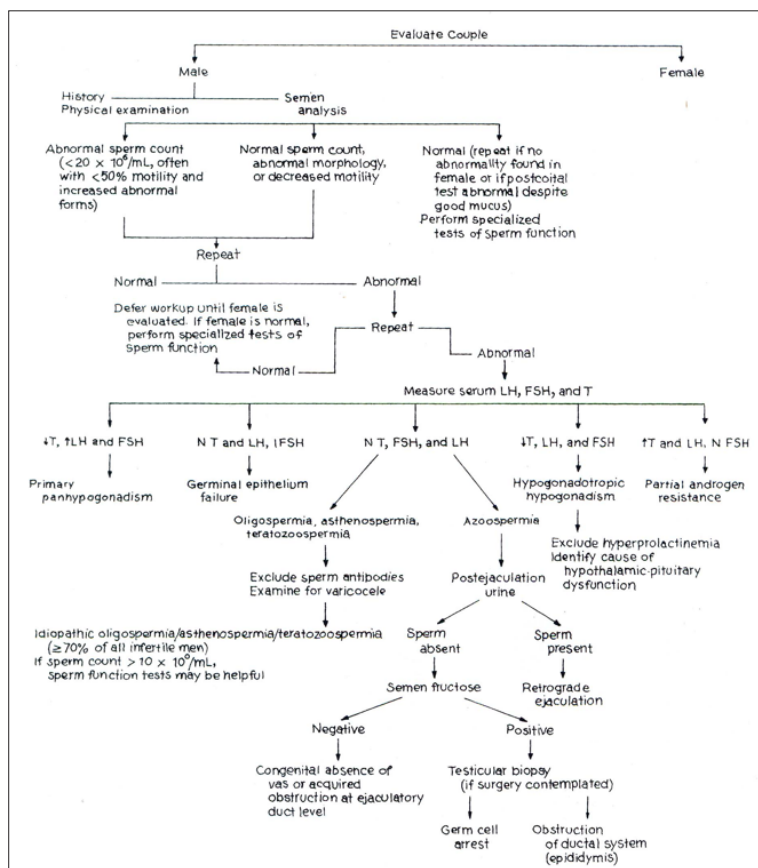 Evaluate Couple
Male
Female
History
Physical examination
Semen
analysis
Abnormal sperm count
(<20 × 10⁶/mL, often
with <50% motility and
increased abnormal
forms)
Normal sperm count,
abnormal morphology,
or decreased motility
Normal (repeat if no
abnormality found in
female or if postcoital
test abnormal despite
good mucus)
Perform specialized
tests of sperm function
Repeat
Normal
Abnormal
Defer workup until female is
evaluated. If female is normal,
perform specialized tests of
sperm function
Repeat
Normal
Abnormal
Measure serum LH, FSH, and T
↓T, ↑LH and FSH
N T and LH, ↓FSH
N T, FSH, and LH
↓T, LH, and FSH
↑T and LH, N FSH
Primary
panhypogonadism
Germinal epithelium
failure
Hypogonadotropic
hypogonadism
Partial androgen
resistance
Oligospermia, asthenospermia,
teratozoospermia
Azoospermia
Exclude hyperprolactinemia
Identify cause of
hypothalamic-pituitary
dysfunction
Exclude sperm antibodies
Examine for varicocele
Postejaculation
urine
Idiopathic oligospermia/asthenospermia/teratozoospermia
(≥70% of all infertile men)
If sperm count > 10 × 10⁶/mL,
sperm function tests may be helpful
Sperm
absent
Sperm
present
Semen fructose
Retrograde
ejaculation
Negative
Positive
Congenital absence of
vas or acquired
obstruction at ejaculatory
duct level
Testicular biopsy
(if surgery contemplated)
Germ cell
arrest
Obstruction
of ductal system
(epididymis)